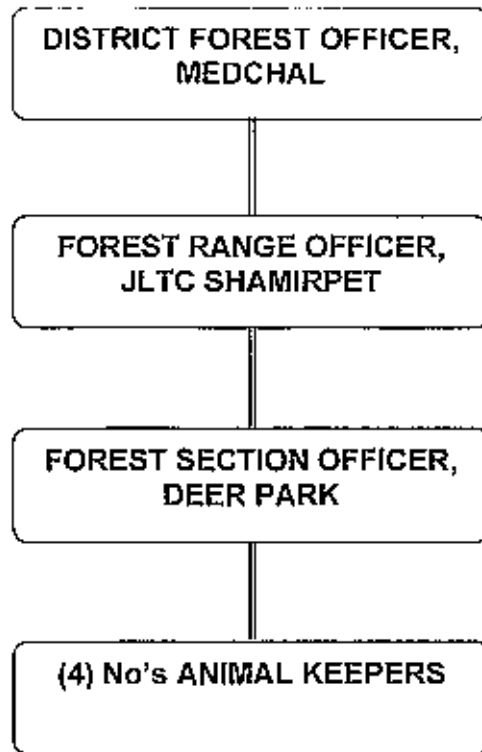 DISTRICT FOREST OFFICER,
MEDCHAL
FOREST RANGE OFFICER,
JLTC SHAMIRPET
FOREST SECTION OFFICER,
DEER PARK
(4) No's ANIMAL KEEPERS